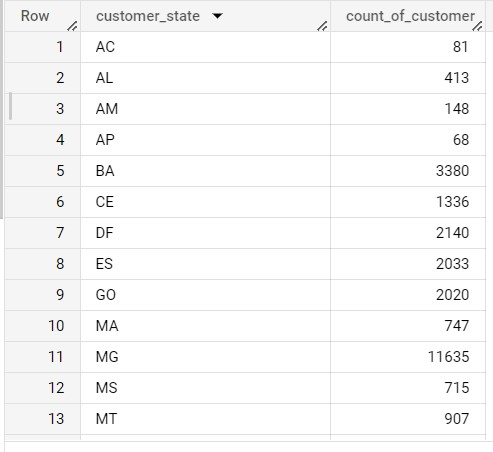 Row customer_state count_of_customer
1 AC 81
2 AL 413
3 AM 148
4 AP 68
5 BA 3380
6 CE 1336
7 DF 2140
8 ES 2033
9 GO 2020
10 MA 747
11 MG 11635
12 MS 715
13 MT 907